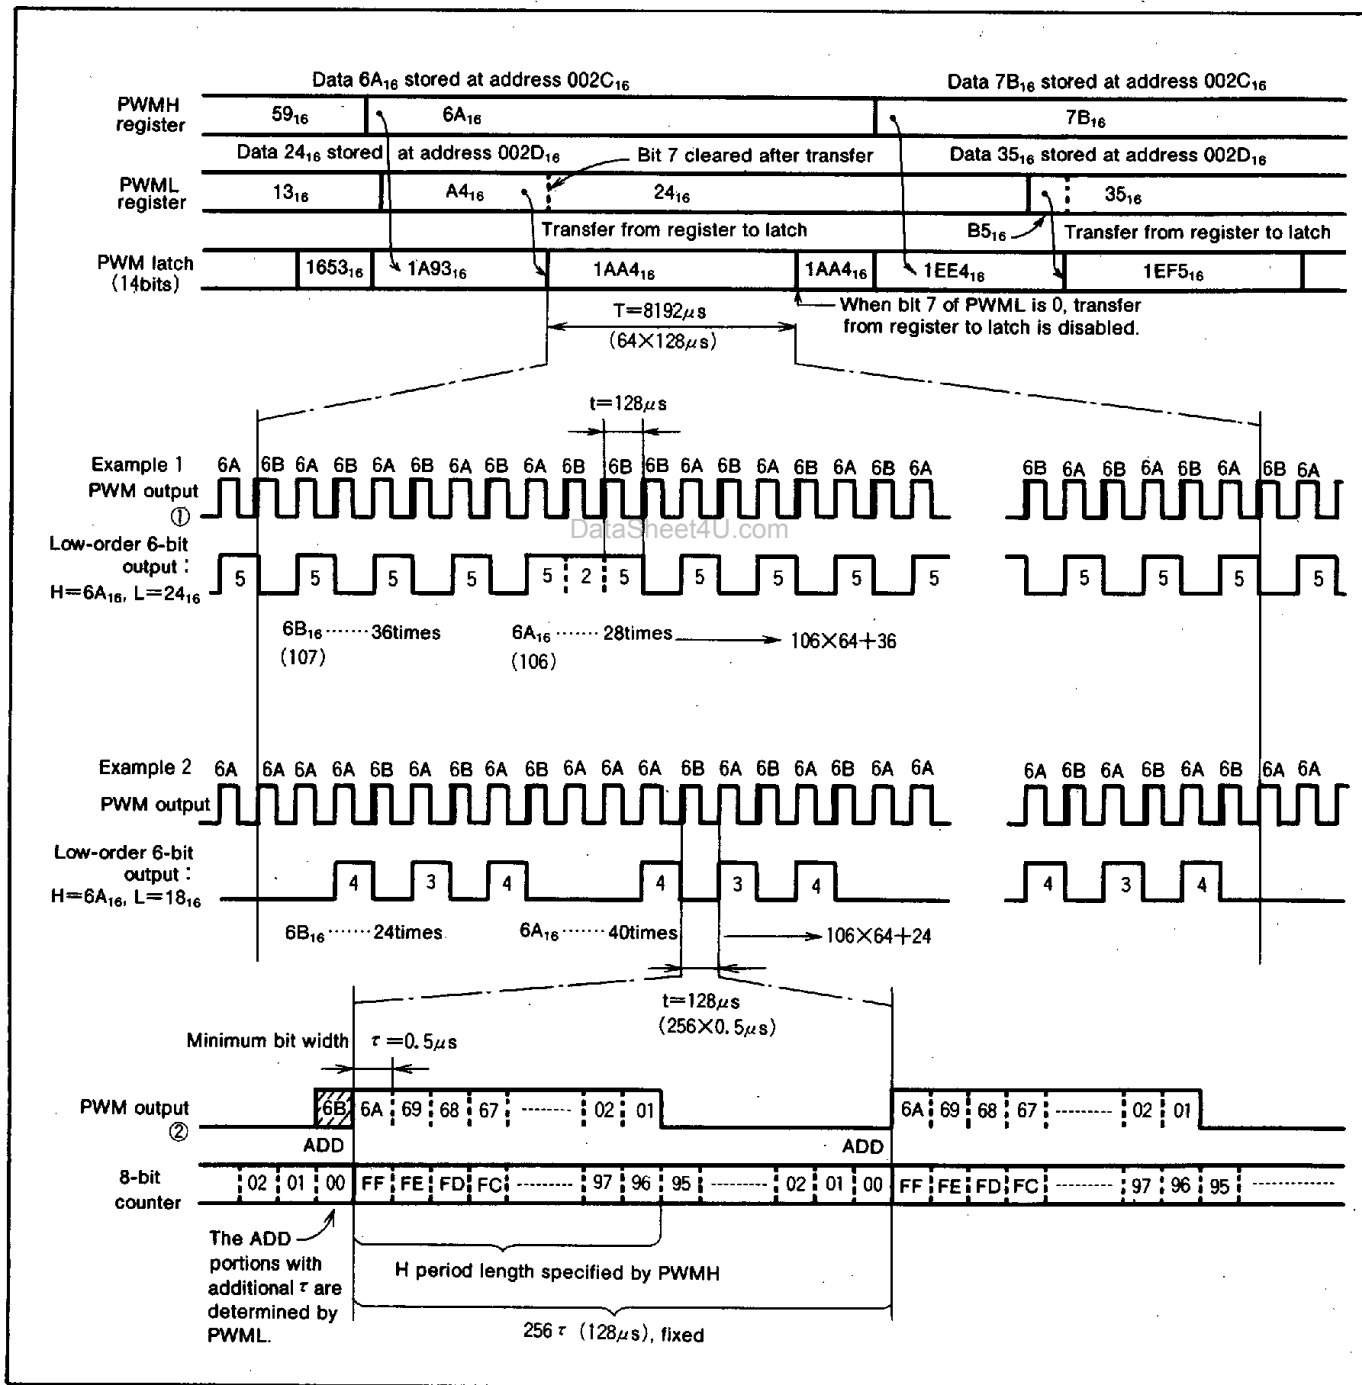 Data 6A₁₆ stored at address 002C₁₆ Data 7B₁₆ stored at address 002C₁₆
PWMH register 59₁₆ 6A₁₆ 7B₁₆
Data 24₁₆ stored at address 002D₁₆ Bit 7 cleared after transfer Data 35₁₆ stored at address 002D₁₆
PWML register 13₁₆ A4₁₆ 24₁₆ 35₁₆
Transfer from register to latch B5₁₆ Transfer from register to latch
PWM latch (14bits) 1653₁₆ 1A93₁₆ 1AA4₁₆ 1AA4₁₆ 1EE4₁₆ 1EF5₁₆
T=8192μs
(64×128μs)
When bit 7 of PWML is 0, transfer
from register to latch is disabled.
t=128μs
Example 1 6A 6B 6A 6B 6A 6B 6A 6B 6A 6B 6B 6B 6A 6B 6A 6B 6A 6B 6A 6B 6A 6B 6A 6B 6A 6B 6A
PWM output
①
DataSheet4U.com
Low-order 6-bit
output :
H=6A₁₆, L=24₁₆
5 5 5 5 5 2 5 5 5 5 5 5 5 5 5
6B₁₆ ······· 36times 6A₁₆ ······ 28times 106×64+36
(107) (106)
Example 2 6A 6A 6A 6A 6B 6A 6B 6A 6B 6A 6A 6A 6B 6A 6B 6A 6B 6A 6A 6A 6B 6A 6B 6A 6B 6A 6A
PWM output
Low-order 6-bit
output :
H=6A₁₆, L=18₁₆
4 3 4 4 3 4 4 3 4
6B₁₆ ······· 24times 6A₁₆ ······ 40times 106×64+24
t=128μs
(256×0.5μs)
Minimum bit width τ=0.5μs
PWM output
②
6B 6A 69 68 67 -------- 02 01 6A 69 68 67 -------- 02 01
ADD ADD
8-bit counter 02 01 00 FF FE FD FC -------- 97 96 95 -------- 02 01 00 FF FE FD FC -------- 97 96 95 ------------
The ADD
portions with
additional τ are
determined by
PWML.
H period length specified by PWMH
256 τ (128μs), fixed